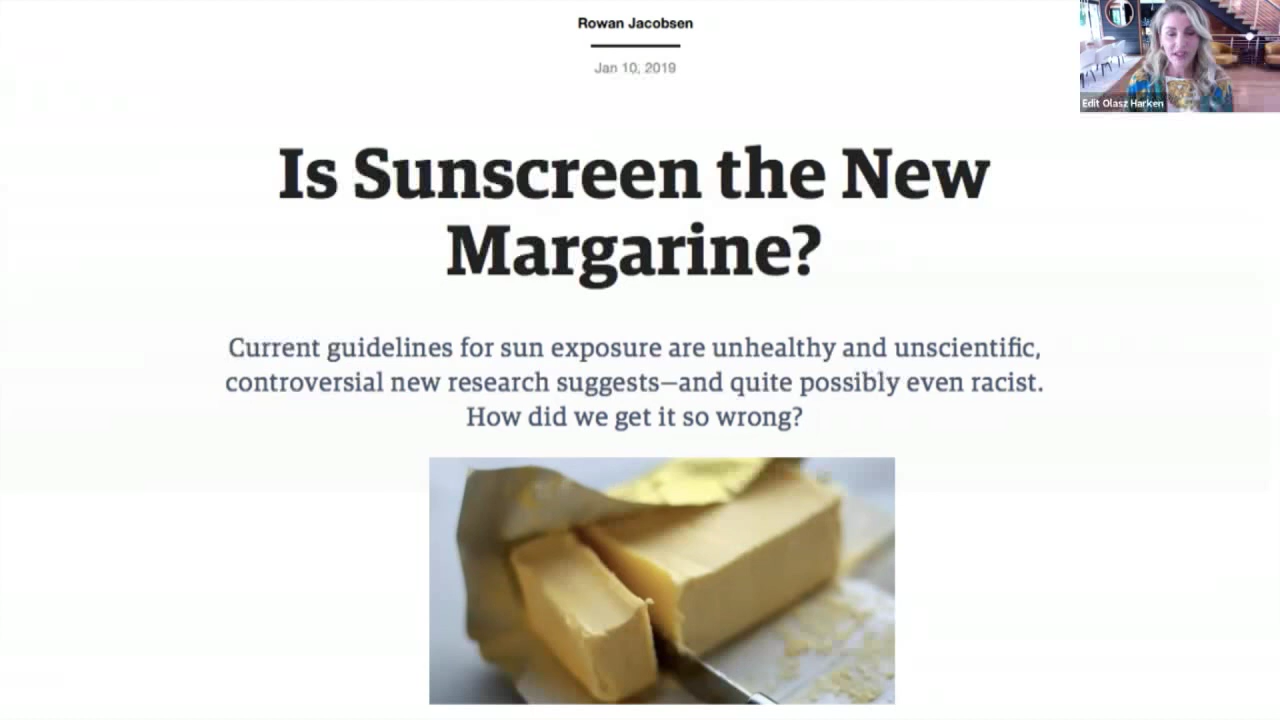 Rowan Jacobsen
Jan 10, 2019
Is Sunscreen the New
Margarine?
Current guidelines for sun exposure are unhealthy and unscientific,
controversial new research suggests—and quite possibly even racist.
How did we get it so wrong?
Edit Olasz Harken